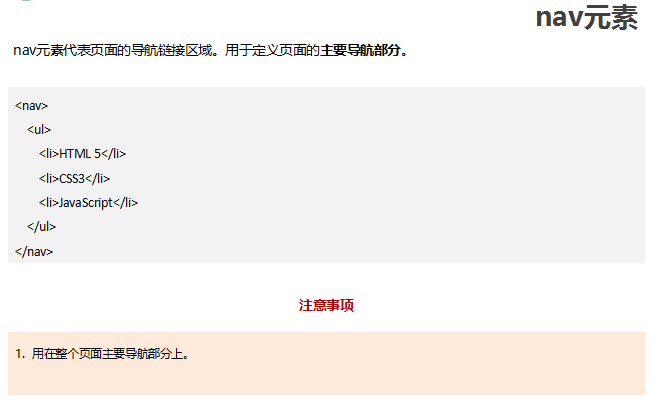 nav元素
nav元素代表页面的导航链接区域。用于定义页面的主要导航部分。
<nav>
<ul>
<li>HTML 5</li>
<li>CSS3</li>
<li>JavaScript</li>
</ul>
</nav>
注意事项
1. 用在整个页面主要导航部分上。